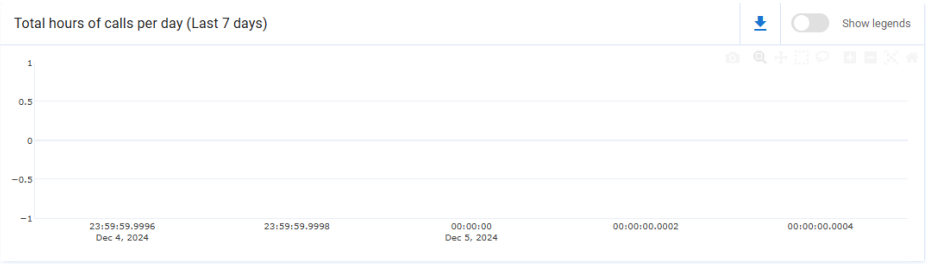 Total hours of calls per day (Last 7 days)
Show legends
1
0.5
0
−0.5
−1
23:59:59.9996
Dec 4, 2024
23:59:59.9998
00:00:00
Dec 5, 2024
00:00:00.0002
00:00:00.0004